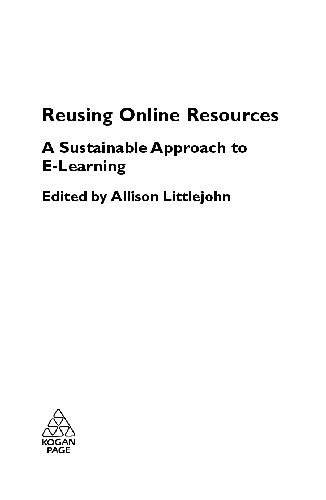 Reusing Online Resources
A Sustainable Approach to
E-Learning
Edited by Allison Littlejohn
KOGAN
PAGE